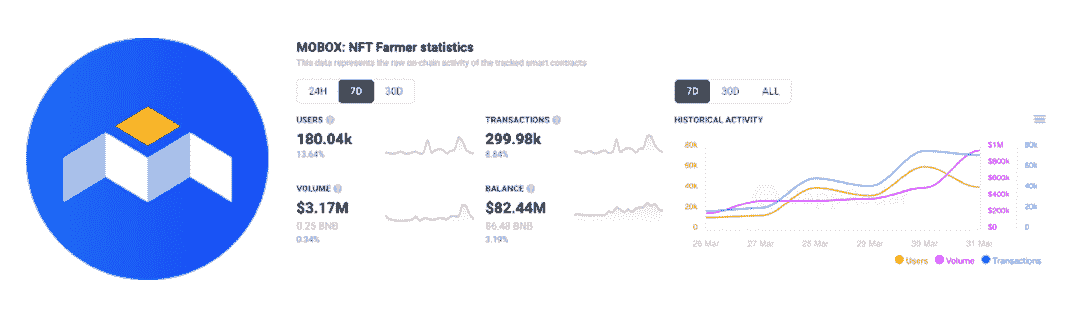 MOBOX: NFT Farmer statistics
This data represents the raw on-chain activity of the tracked smart contracts
24H 7D 30D
USERS
180.04k
13.64%
TRANSACTIONS
299.98k
6.84%
VOLUME
$3.17M
0.25 BNB
0.34%
BALANCE
$82.44M
86.48 BNB
3.19%
7D 30D ALL
HISTORICAL ACTIVITY
80k $1M 80k
$800k
60k 60k
$600k
40k 40k
$400k
20k $200k 20k
0 $0 0
26 Mar 27 Mar 28 Mar 29 Mar 30 Mar 31 Mar
Users Volume Transactions